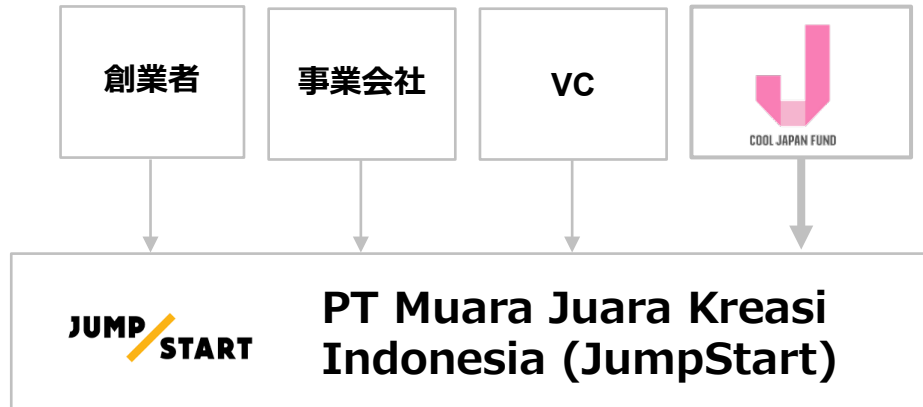 創業者
事業会社
VC
COOL JAPAN FUND
JUMP
START
PT Muara Juara Kreasi
Indonesia (JumpStart)